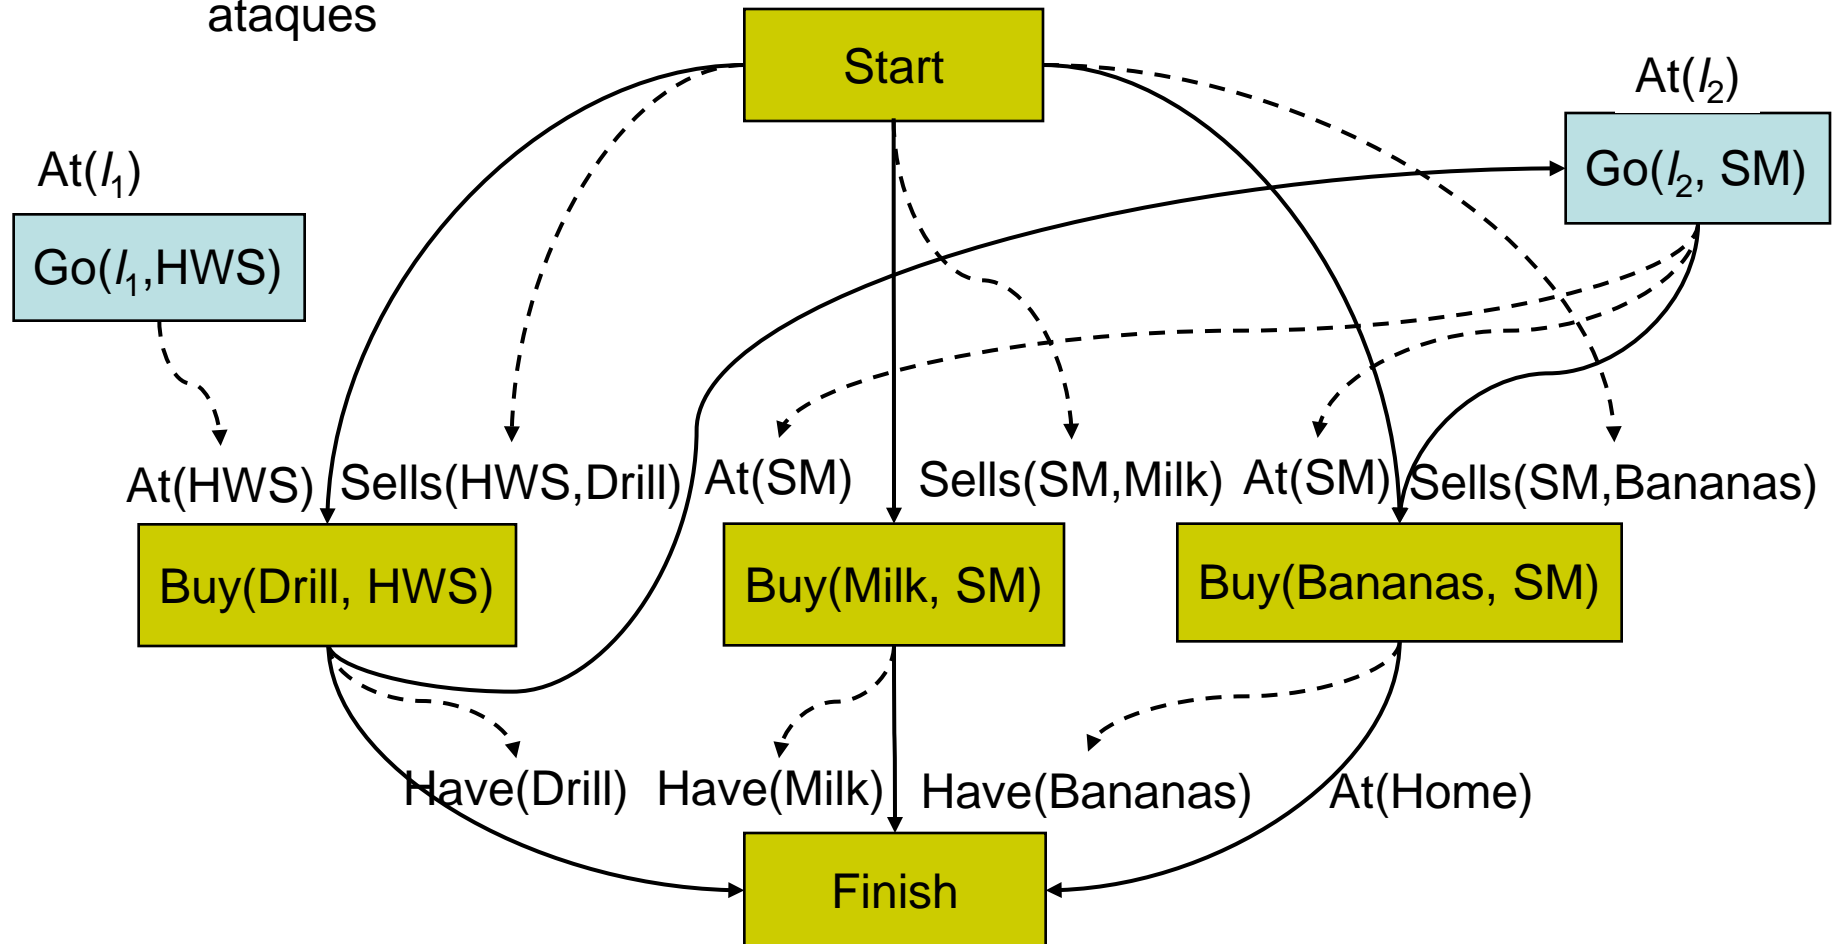 ataques
Start
At(l₂)
At(l₁)
Go(l₂, SM)
Go(l₁,HWS)
At(HWS)
Sells(HWS,Drill)
At(SM)
Sells(SM,Milk)
At(SM)
Sells(SM,Bananas)
Buy(Drill, HWS)
Buy(Milk, SM)
Buy(Bananas, SM)
Have(Drill)
Have(Milk)
Have(Bananas)
At(Home)
Finish